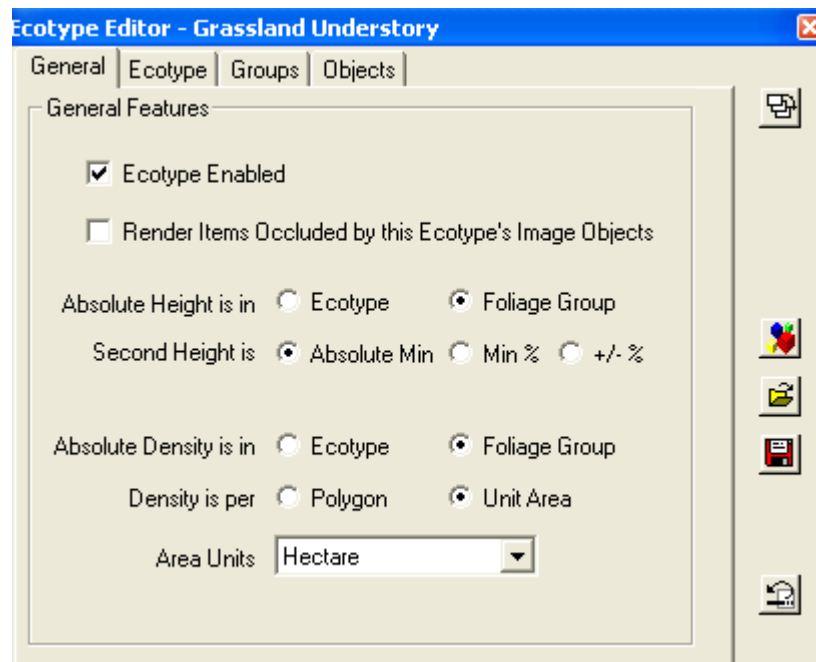 Ecotype Editor - Grassland Understory
General Ecotype Groups Objects
General Features
Ecotype Enabled
Render Items Occluded by this Ecotype's Image Objects
Absolute Height is in Ecotype Foliage Group
Second Height is Absolute Min Min % +/- %
Absolute Density is in Ecotype Foliage Group
Density is per Polygon Unit Area
Area Units Hectare